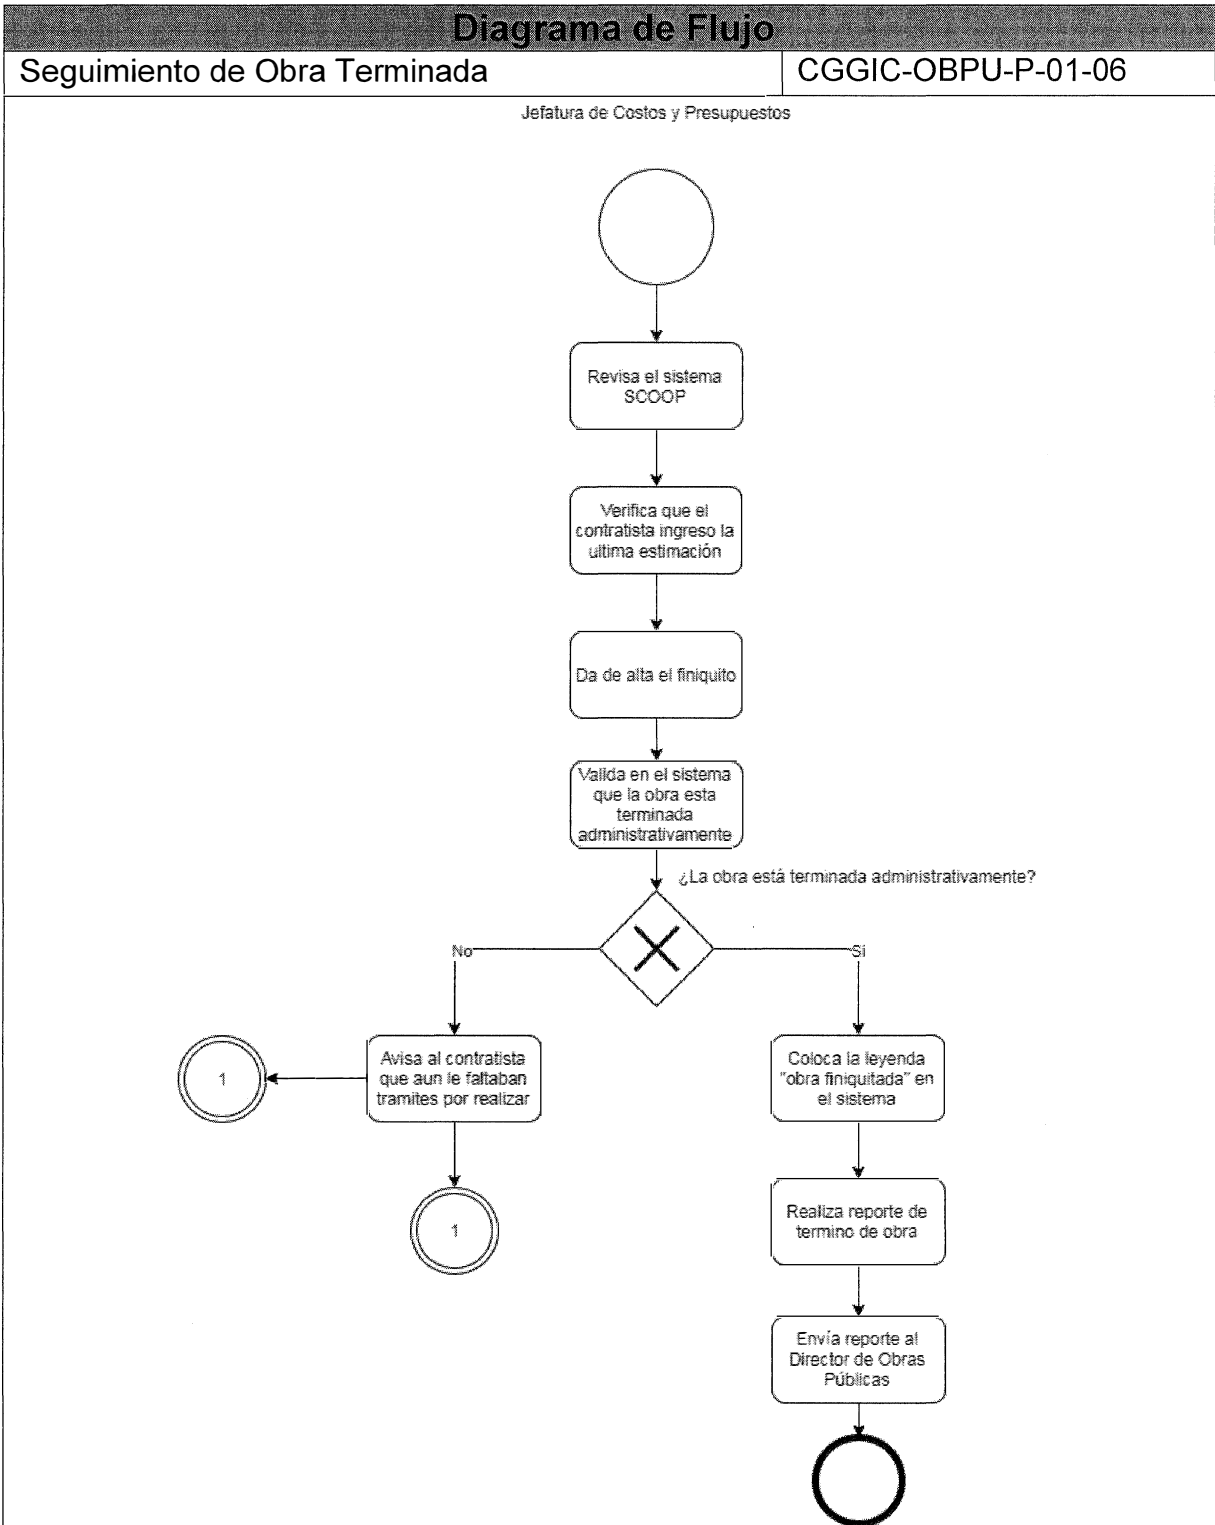 Diagrama de Flujo
Seguimiento de Obra Terminada
CGGIC-OBPU-P-01-06
Jefatura de Costos y Presupuestos
Revisa el sistema
SCOOP
Verifica que el
contratista ingreso la
ultima estimación
Da de alta el finiquito
Valida en el sistema
que la obra esta
terminada
administrativamente
¿La obra está terminada administrativamente?
No
Si
1
Avisa al contratista
que aun le faltaban
tramites por realizar
Coloca la leyenda
"obra finiquitada" en
el sistema
1
Realiza reporte de
termino de obra
Envía reporte al
Director de Obras
Públicas